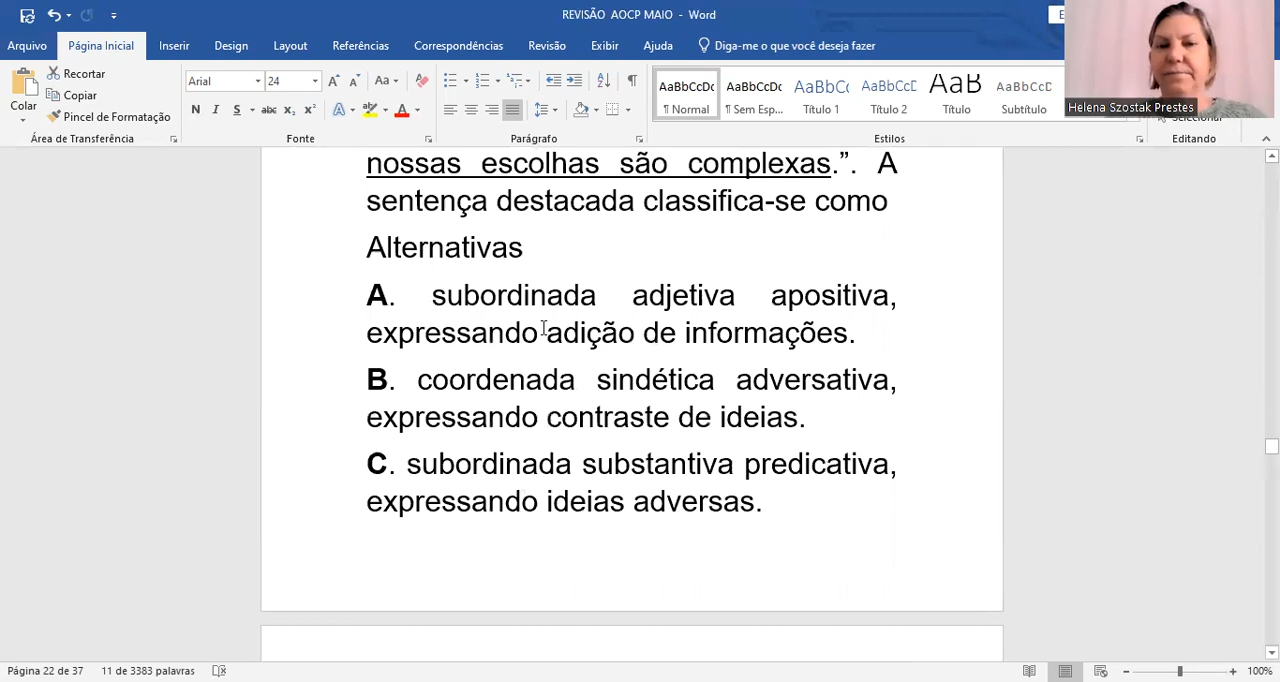 REVISÃO AOCP MAIO - Word
Arquivo Página Inicial Inserir Design Layout Referências Correspondências Revisão Exibir Ajuda Diga-me o que você deseja fazer
Colar
Recortar
Copiar
Pincel de Formatação
Área de Transferência
Arial 24
Fonte
Parágrafo
AaBbCcDc AaBbCcDc AaBbCc AaBbCcD AaB AaBbCcD
¶ Normal ¶ Sem Esp... Título 1 Título 2 Título Subtítulo
Estilos
Selecionar
Editando
Helena Szostak Prestes
nossas escolhas são complexas.”. A
sentença destacada classifica-se como
Alternativas
A. subordinada adjetiva apositiva,
expressando adição de informações.
B. coordenada sindética adversativa,
expressando contraste de ideias.
C. subordinada substantiva predicativa,
expressando ideias adversas.
Página 22 de 37 11 de 3383 palavras 100%